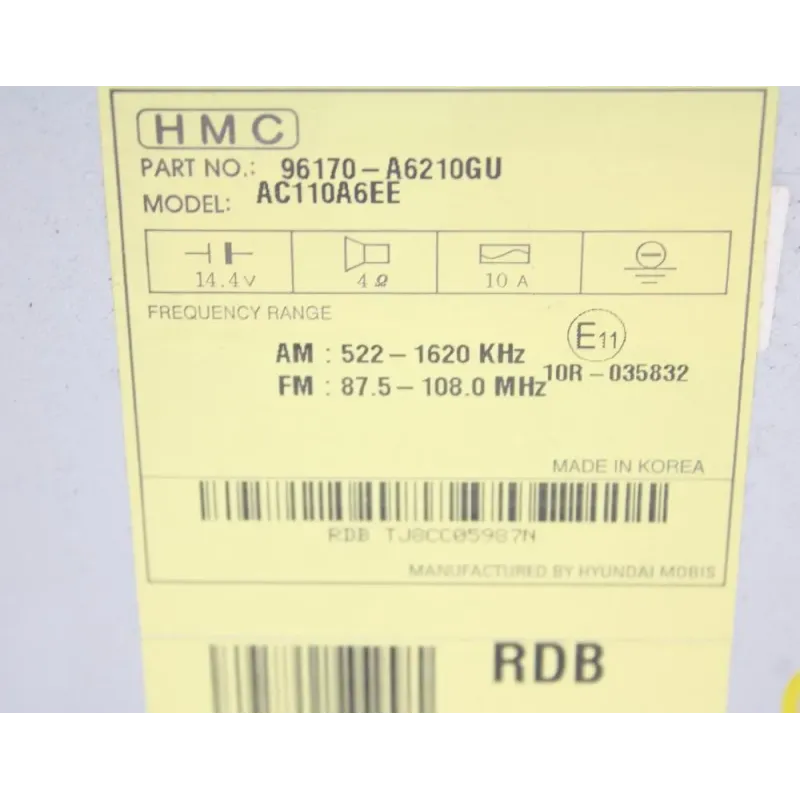 HMC
PART NO.: 96170-A6210GU
MODEL: AC110A6EE
14.4V 4Ω 10 A
FREQUENCY RANGE
AM : 522-1620 KHz
FM : 87.5-108.0 MHz
E11
10R-035832
MADE IN KOREA
RDB TJ8CC05987N
MANUFACTURED BY HYUNDAI MOBIS
RDB